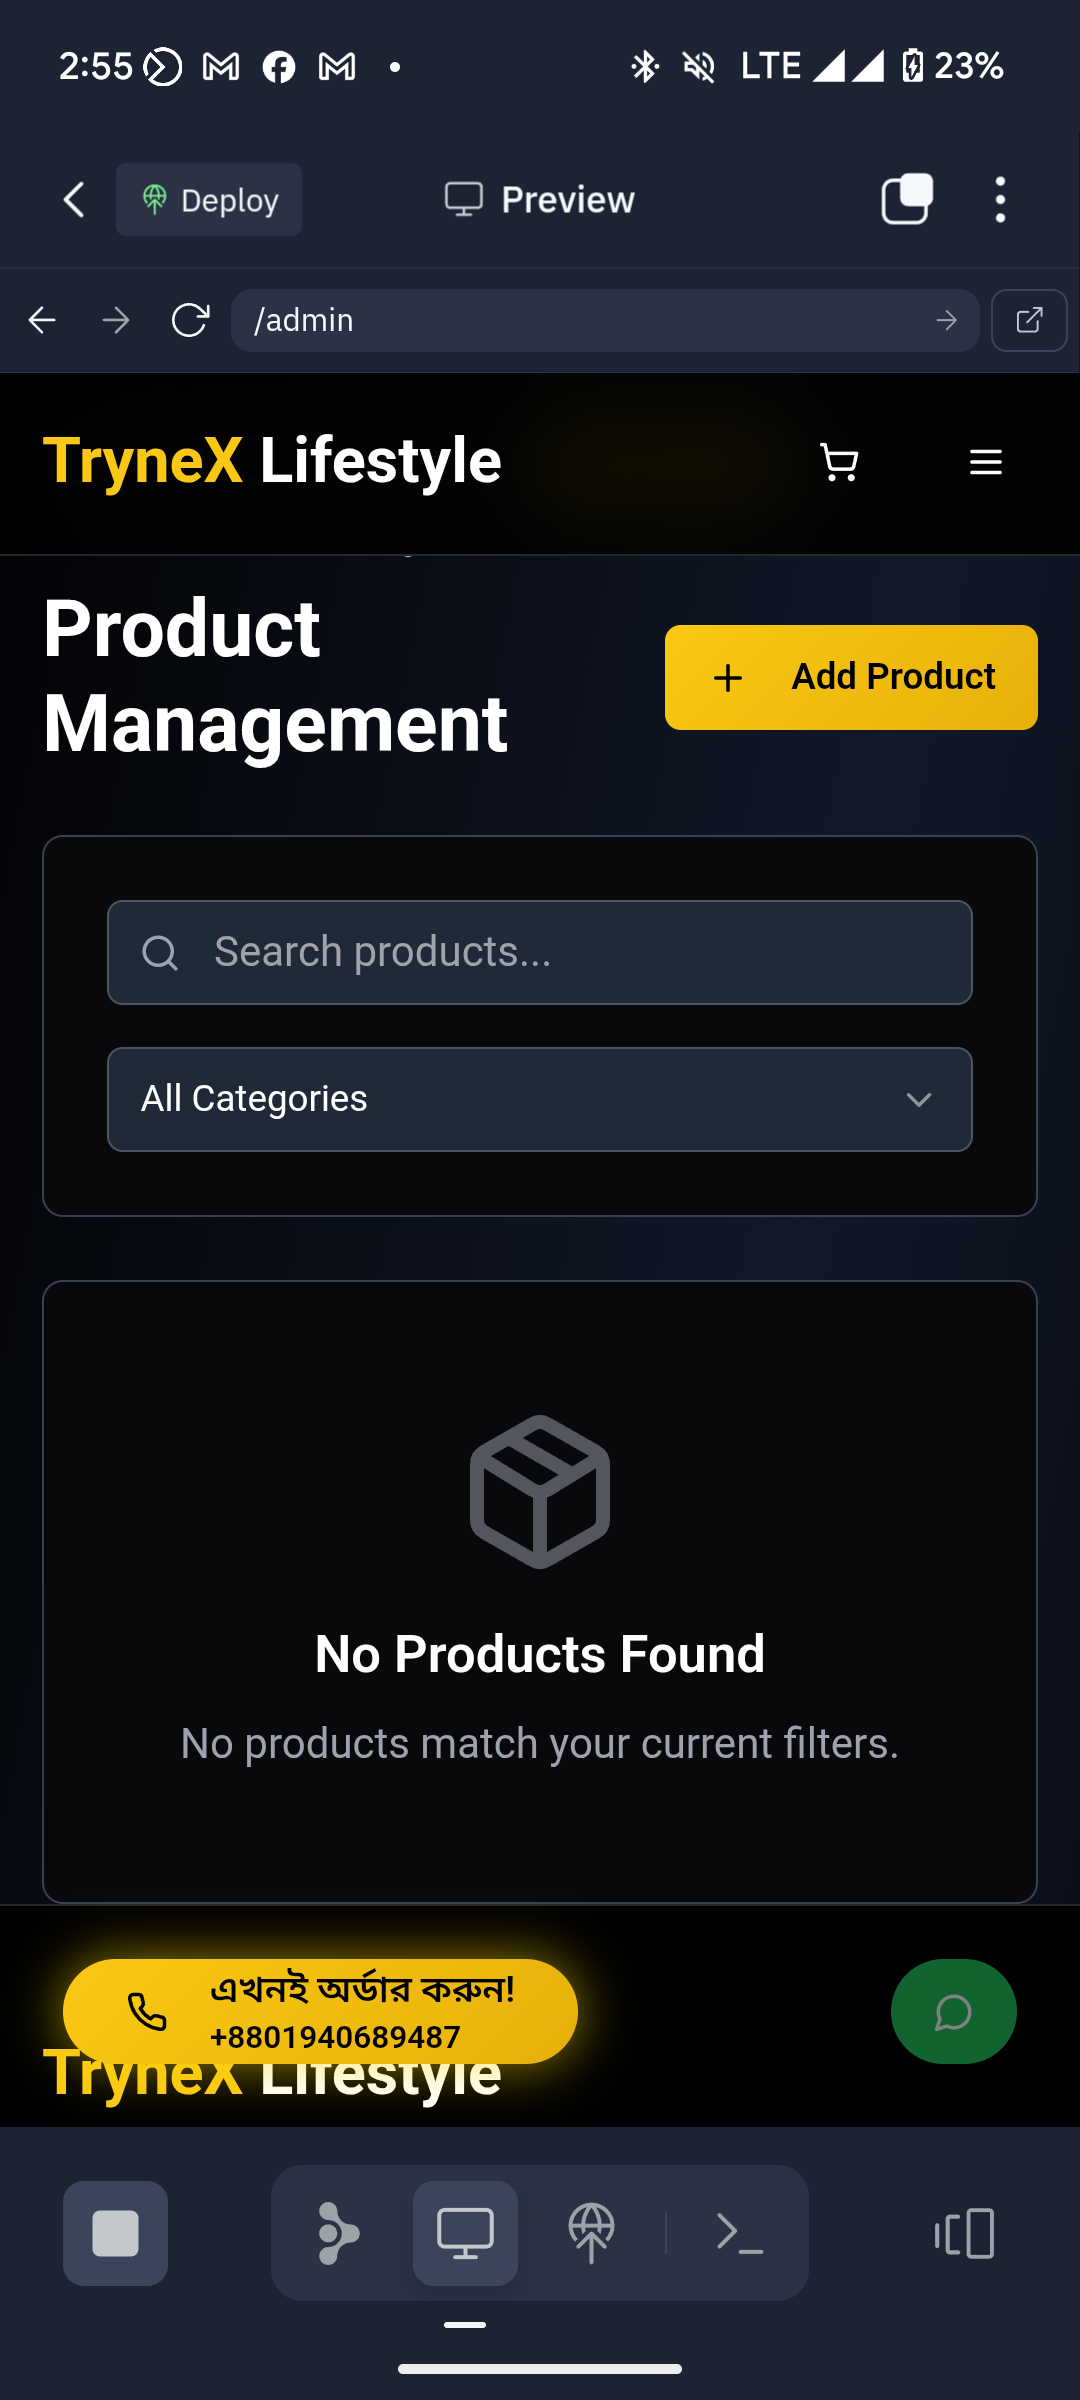 2:55 LTE 23%
Deploy Preview
/admin
TryneX Lifestyle
Product
Management
Add Product
Search products...
All Categories
No Products Found
No products match your current filters.
এখনই অর্ডার করুন!
+8801940689487
TryneX Lifestyle